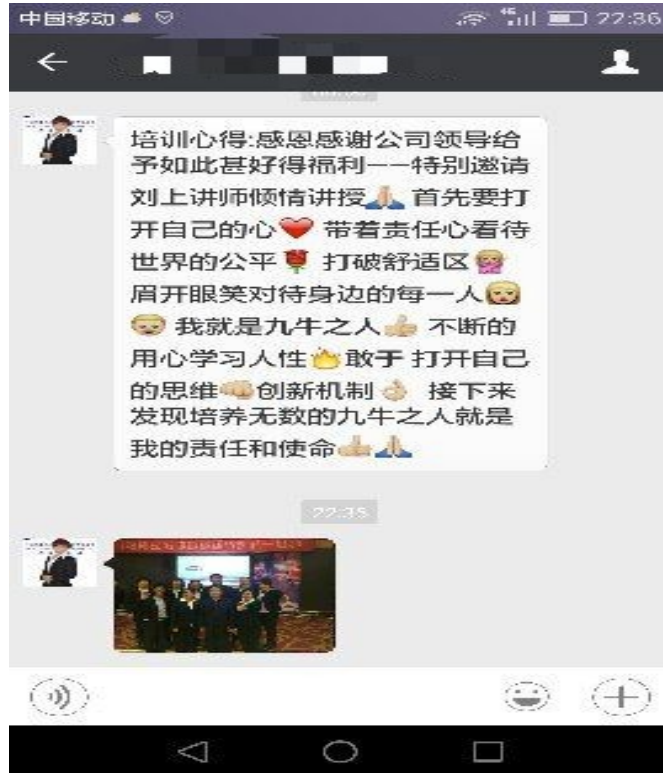 中国移动 22:36
培训心得:感恩感谢公司领导给
予如此甚好得福利一一特别邀请
刘上讲师倾情讲授🙏🏻 首先要打
开自己的心❤️ 带着责任心看待
世界的公平🌹 打破舒适区🙅🏼
眉开眼笑对待身边的每一人👩🏼
👨🏼 我就是九牛之人👍🏻 不断的
用心学习人性🔥敢于 打开自己
的思维👊🏻创新机制👌🏻 接下来
发现培养无数的九牛之人就是
我的责任和使命👍🏻🙏🏻
22:35